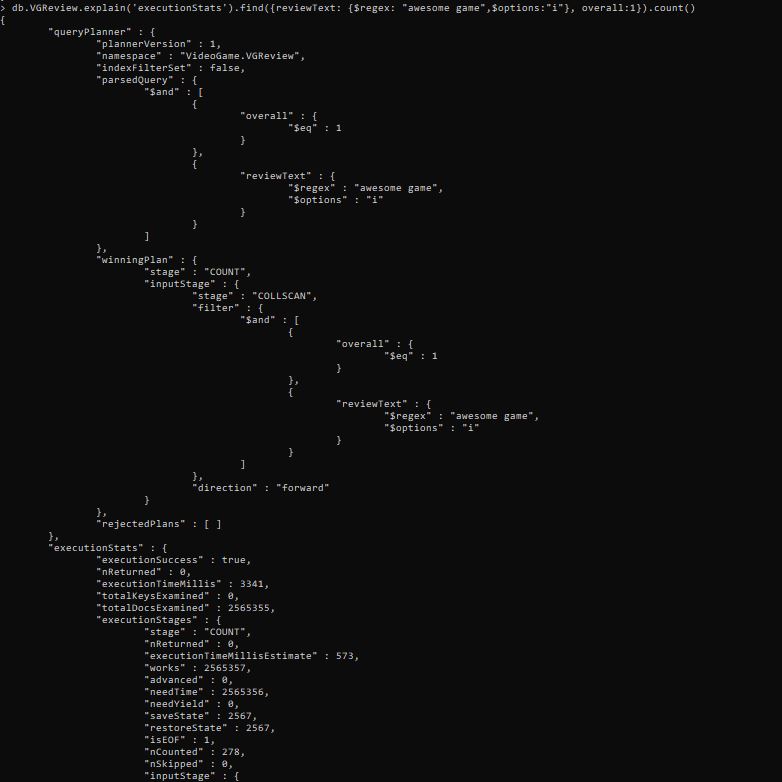 > db.VGReview.explain('executionStats').find({reviewText: {$regex: "awesome game",$options:"i"}, overall:1}).count()
{
"queryPlanner" : {
"plannerVersion" : 1,
"namespace" : "VideoGame.VGReview",
"indexFilterSet" : false,
"parsedQuery" : {
"$and" : [
{
"overall" : {
"$eq" : 1
}
},
{
"reviewText" : {
"$regex" : "awesome game",
"$options" : "i"
}
}
]
},
"winningPlan" : {
"stage" : "COUNT",
"inputStage" : {
"stage" : "COLLSCAN",
"filter" : {
"$and" : [
{
"overall" : {
"$eq" : 1
}
},
{
"reviewText" : {
"$regex" : "awesome game",
"$options" : "i"
}
}
]
},
"direction" : "forward"
}
},
"rejectedPlans" : [ ]
},
"executionStats" : {
"executionSuccess" : true,
"nReturned" : 0,
"executionTimeMillis" : 3341,
"totalKeysExamined" : 0,
"totalDocsExamined" : 2565355,
"executionStages" : {
"stage" : "COUNT",
"nReturned" : 0,
"executionTimeMillisEstimate" : 573,
"works" : 2565357,
"advanced" : 0,
"needTime" : 2565356,
"needYield" : 0,
"saveState" : 2567,
"restoreState" : 2567,
"isEOF" : 1,
"nCounted" : 278,
"nSkipped" : 0,
"inputStage" : {